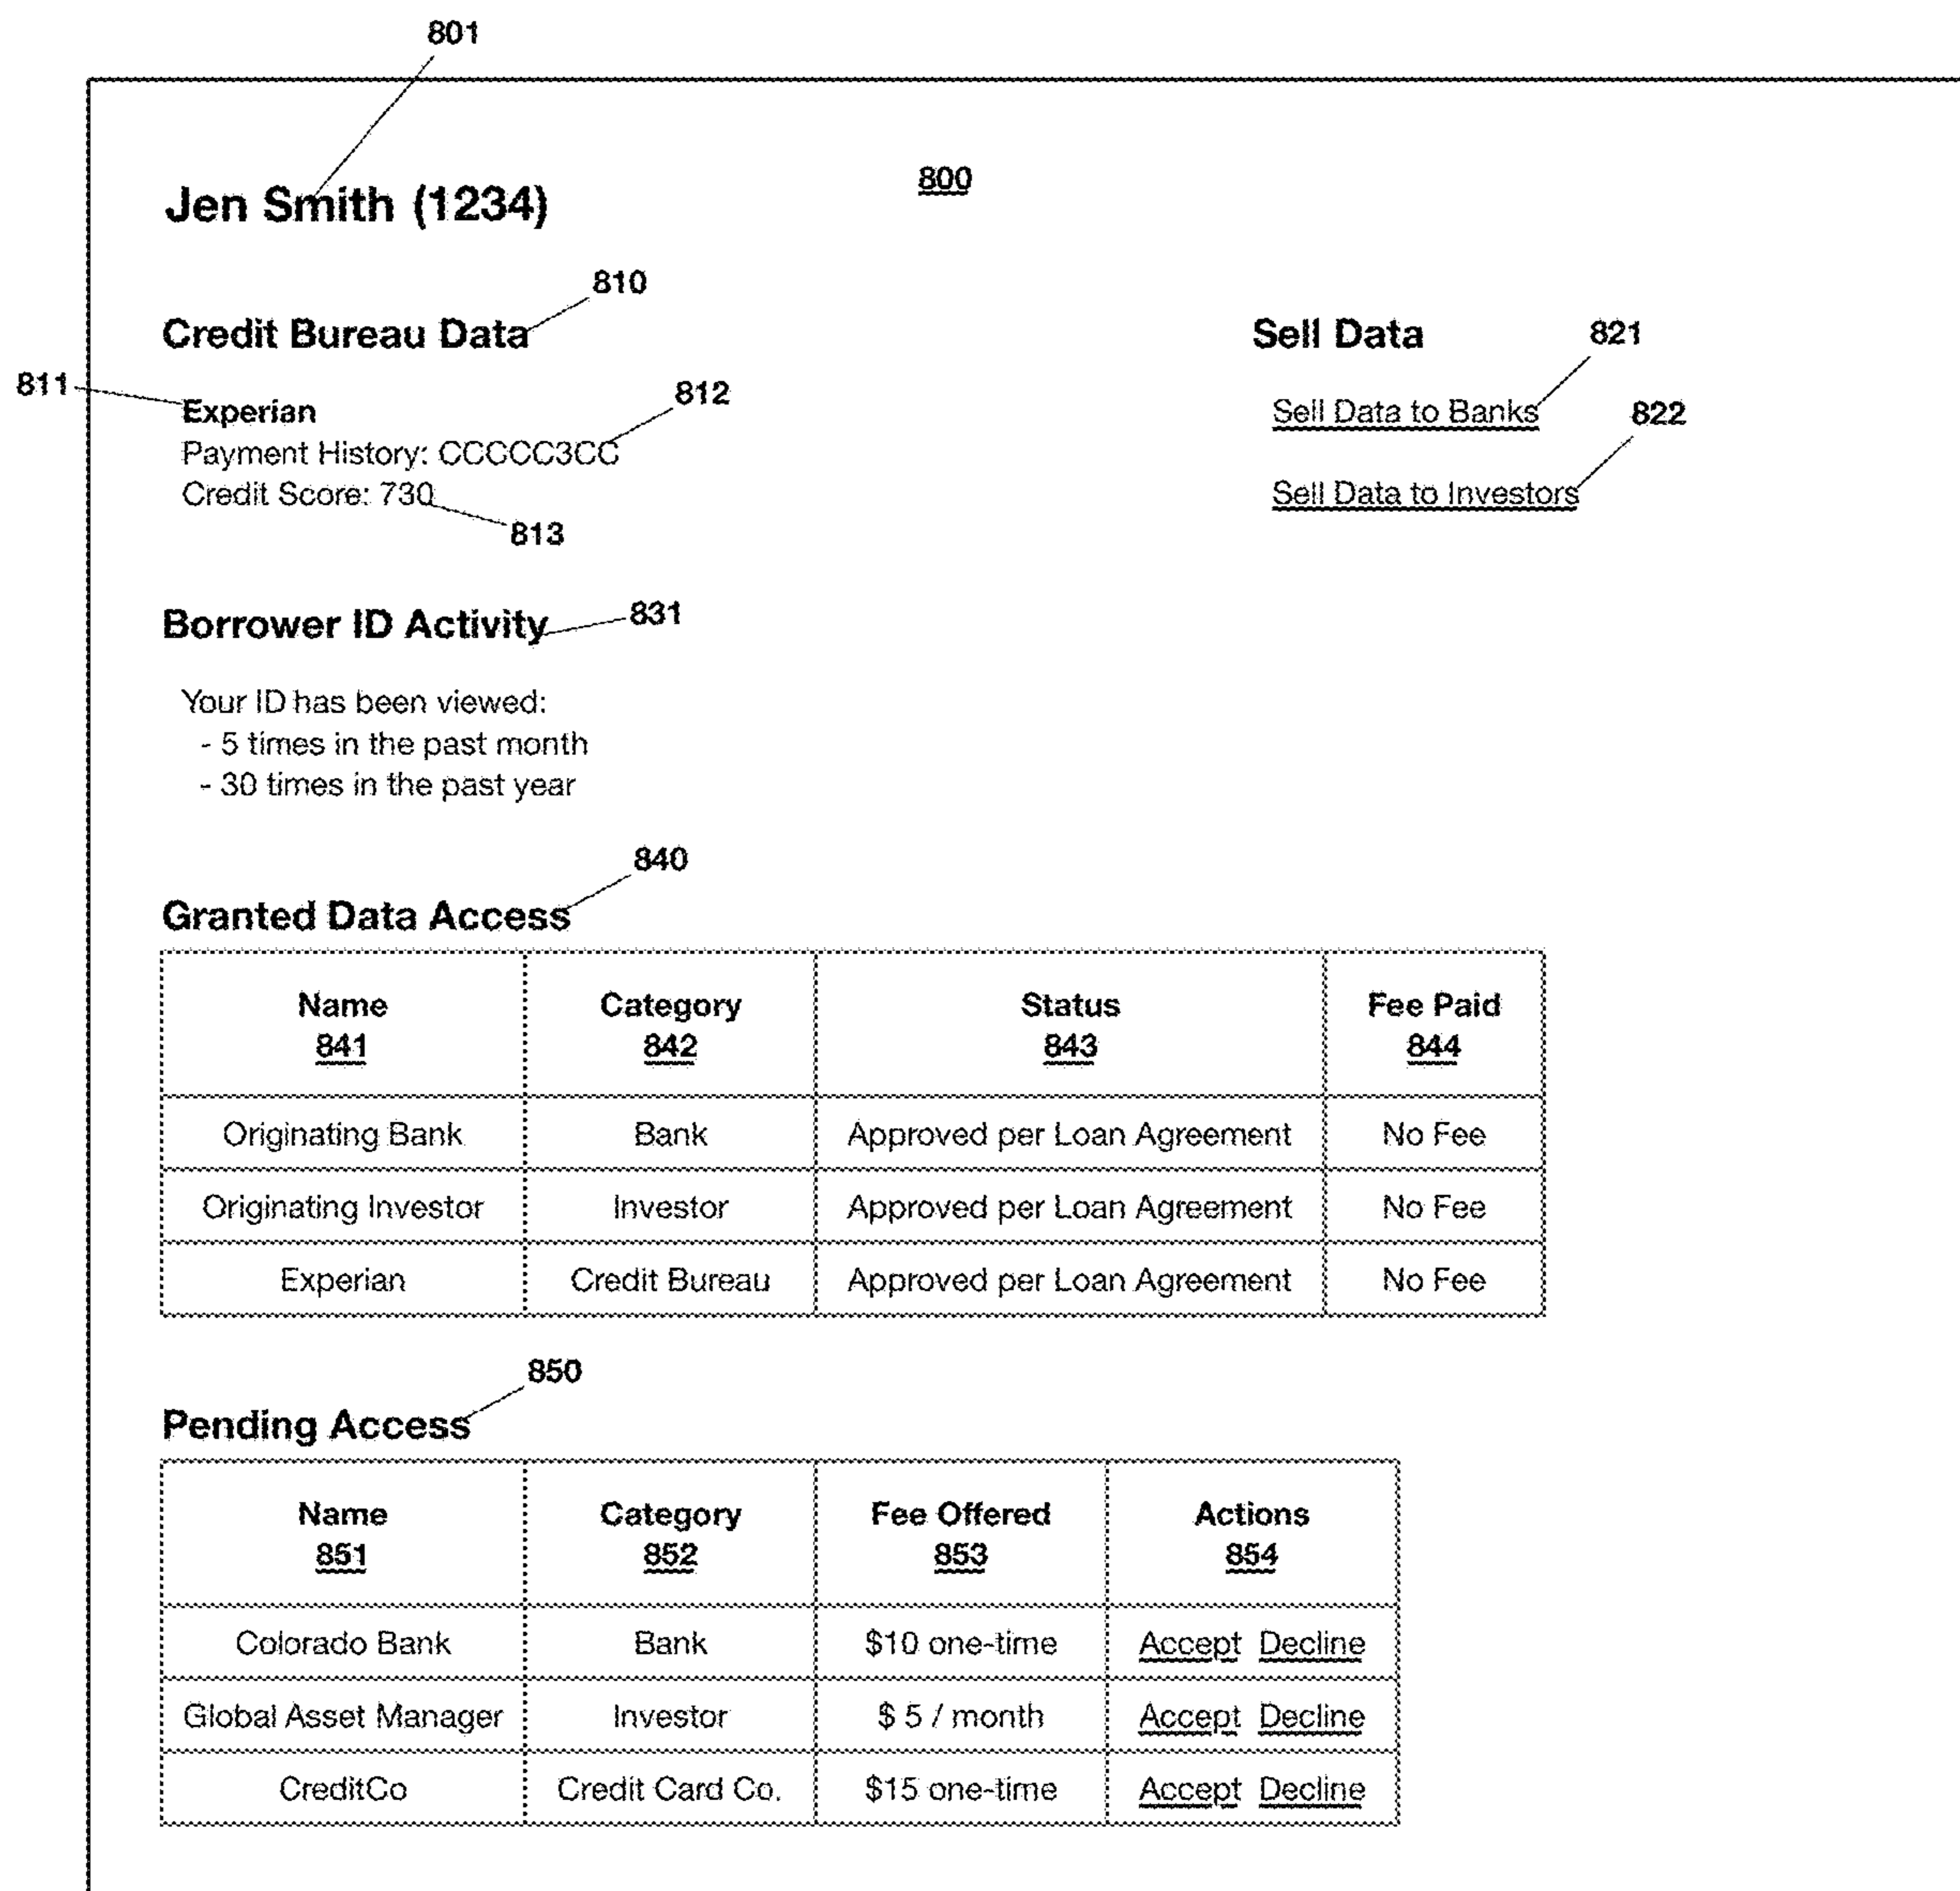 801
800
Jen Smith (1234)
810
Credit Bureau Data
Sell Data
821
811
812
Experian
Sell Data to Banks
822
Payment History: CCCCC3CC
Credit Score: 730
Sell Data to Investors
813
Borrower ID Activity
831
Your ID has been viewed:
- 5 times in the past month
- 30 times in the past year
840
Granted Data Access
Name Category Status Fee Paid
841 842 843 844
Originating Bank Bank Approved per Loan Agreement No Fee
Originating Investor Investor Approved per Loan Agreement No Fee
Experian Credit Bureau Approved per Loan Agreement No Fee
850
Pending Access
Name Category Fee Offered Actions
851 852 853 854
Colorado Bank Bank $10 one-time Accept Decline
Global Asset Manager Investor $ 5 / month Accept Decline
CreditCo Credit Card Co. $15 one-time Accept Decline